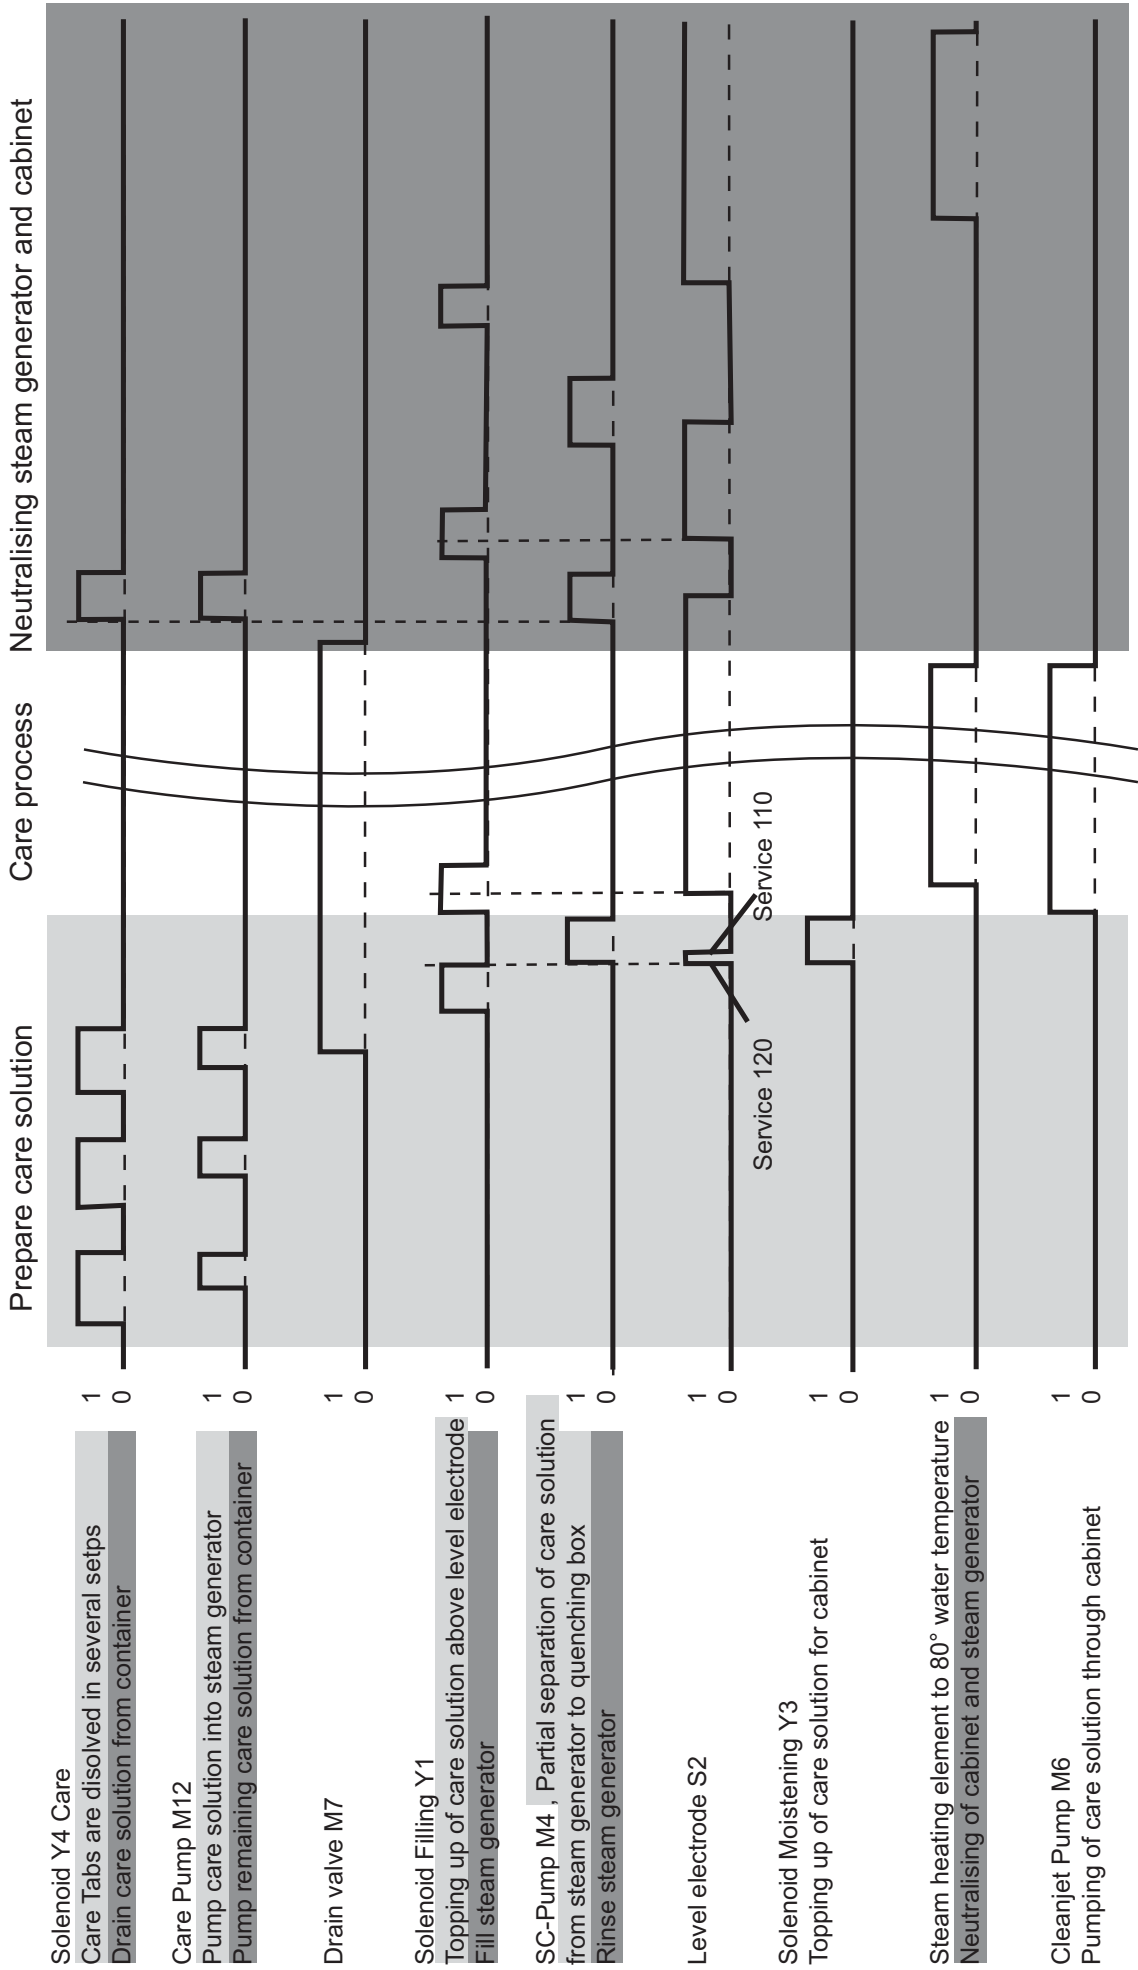 Prepare care solution
Care process
Neutralising steam generator and cabinet
Solenoid Y4 Care
Care Tabs are disolved in several setps
Drain care solution from container
1
0
Care Pump M12
Pump care solution into steam generator
Pump remaining care solution from container
1
0
Drain valve M7
1
0
Solenoid Filling Y1
Topping up of care solution above level electrode
Fill steam generator
1
0
SC-Pump M4 , Partial separation of care solution
from steam generator to quenching box
Rinse steam generator
1
0
Level electrode S2
1
0
Service 120
Service 110
Solenoid Moistening Y3
Topping up of care solution for cabinet
1
0
Steam heating element to 80° water temperature
Neutralising of cabinet and steam generator
1
0
Cleanjet Pump M6
Pumping of care solution through cabinet
1
0